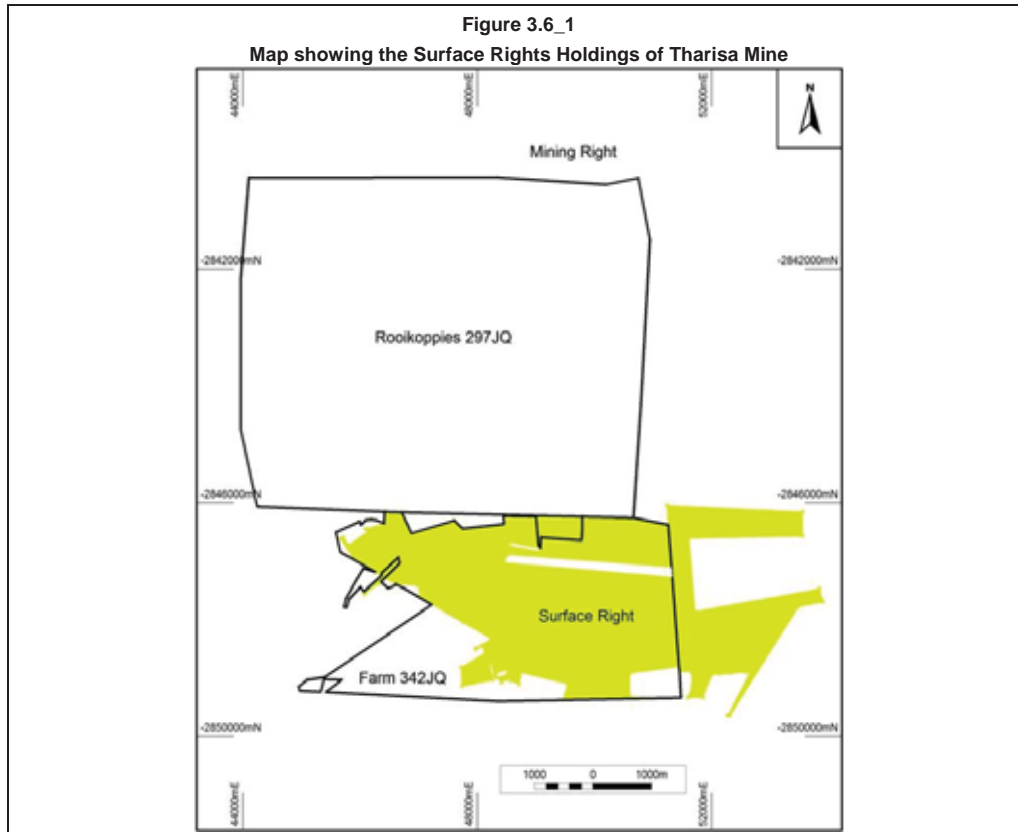 Figure 3.6_1
Map showing the Surface Rights Holdings of Tharisa Mine
44000mE
48000mE
52000mE
N
Mining Right
-2842000mN
-2842000mN
Rooikoppies 297JQ
-2846000mN
-2846000mN
Surface Right
Farm 342JQ
-2850000mN
-2850000mN
1000 0 1000m
44000mE
48000mE
52000mE